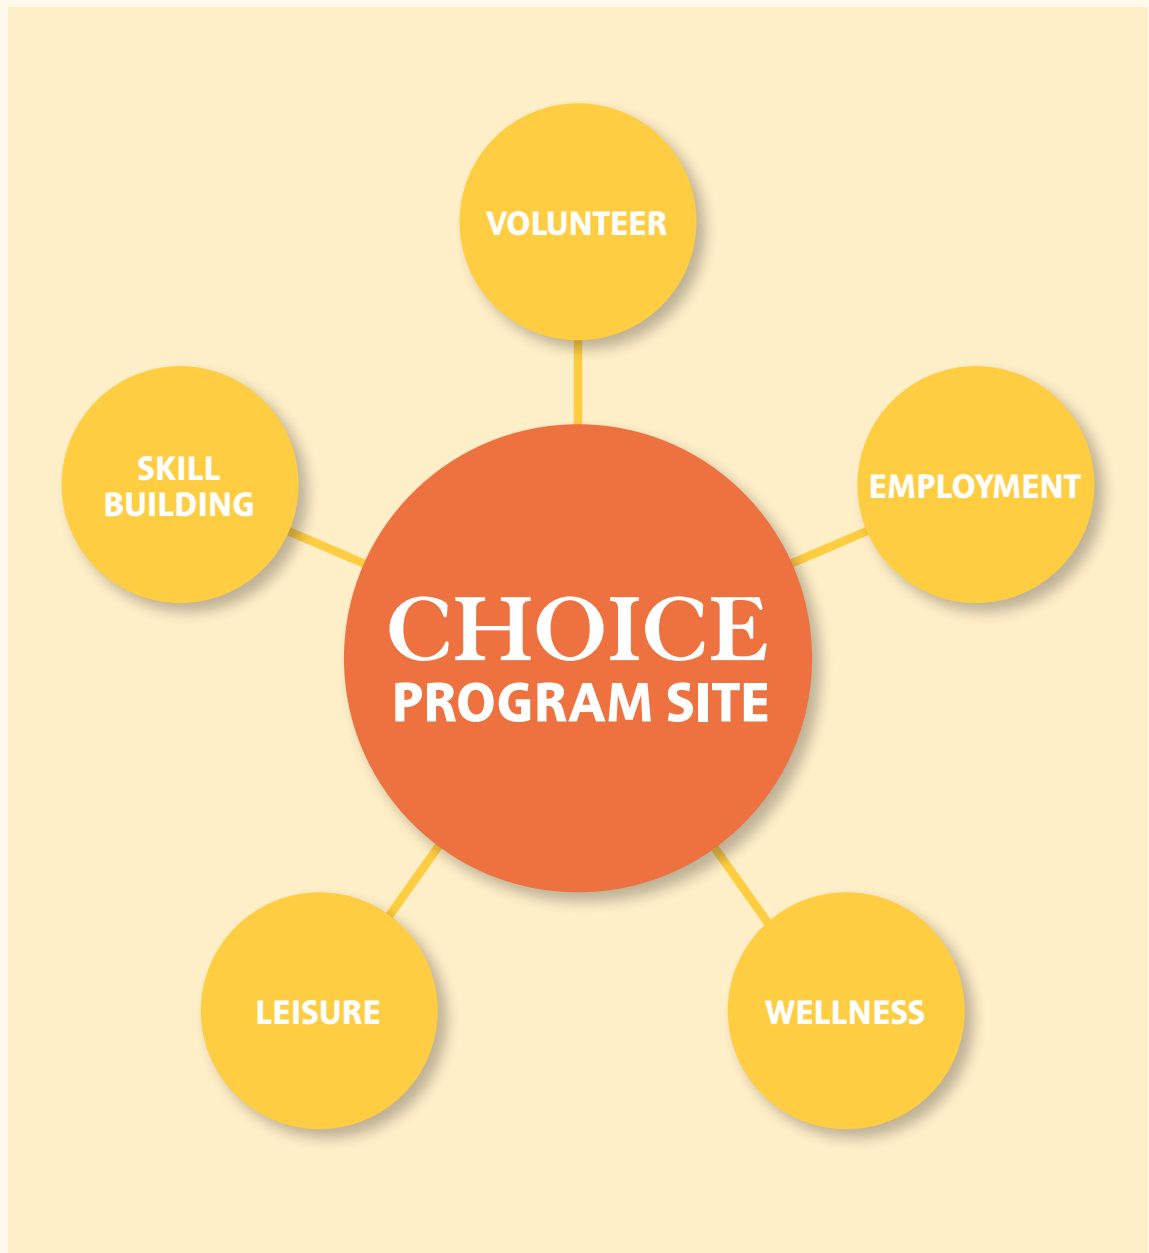 VOLUNTEER
SKILL
BUILDING
EMPLOYMENT
CHOICE
PROGRAM SITE
LEISURE
WELLNESS